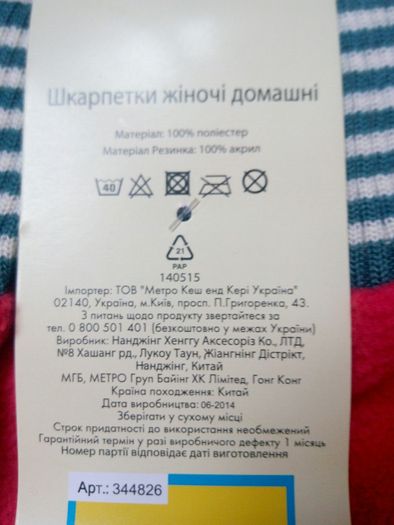 Шкарпетки жіночі домашні
Матеріал: 100% поліестер
Матеріал Резинка: 100% акрил
40
21
PAP
140515
Імпортер: ТОВ "Метро Кеш енд Кері Україна"
02140, Україна, м.Київ, просп. П.Григоренка, 43.
З питань щодо продукту звертайтеся за
тел. 0 800 501 401 (безкоштовно у межах України)
Виробник: Нанджінг Хенггу Аксесоріз Ко., ЛТД,
№8 Хашанг рд., Лукоу Таун, Жіангнінг Дістрікт,
Нанджінг, Китай
МГБ, МЕТРО Груп Байінг ХК Лімітед, Гонг Конг
Країна походження: Китай
Дата виробництва: 06-2014
Зберігати у сухому місці
Строк придатності до використання необмежений
Гарантійний термін у разі виробничого дефекту 1 місяць
Номер партії відповідає даті виготовлення
Арт.: 344826